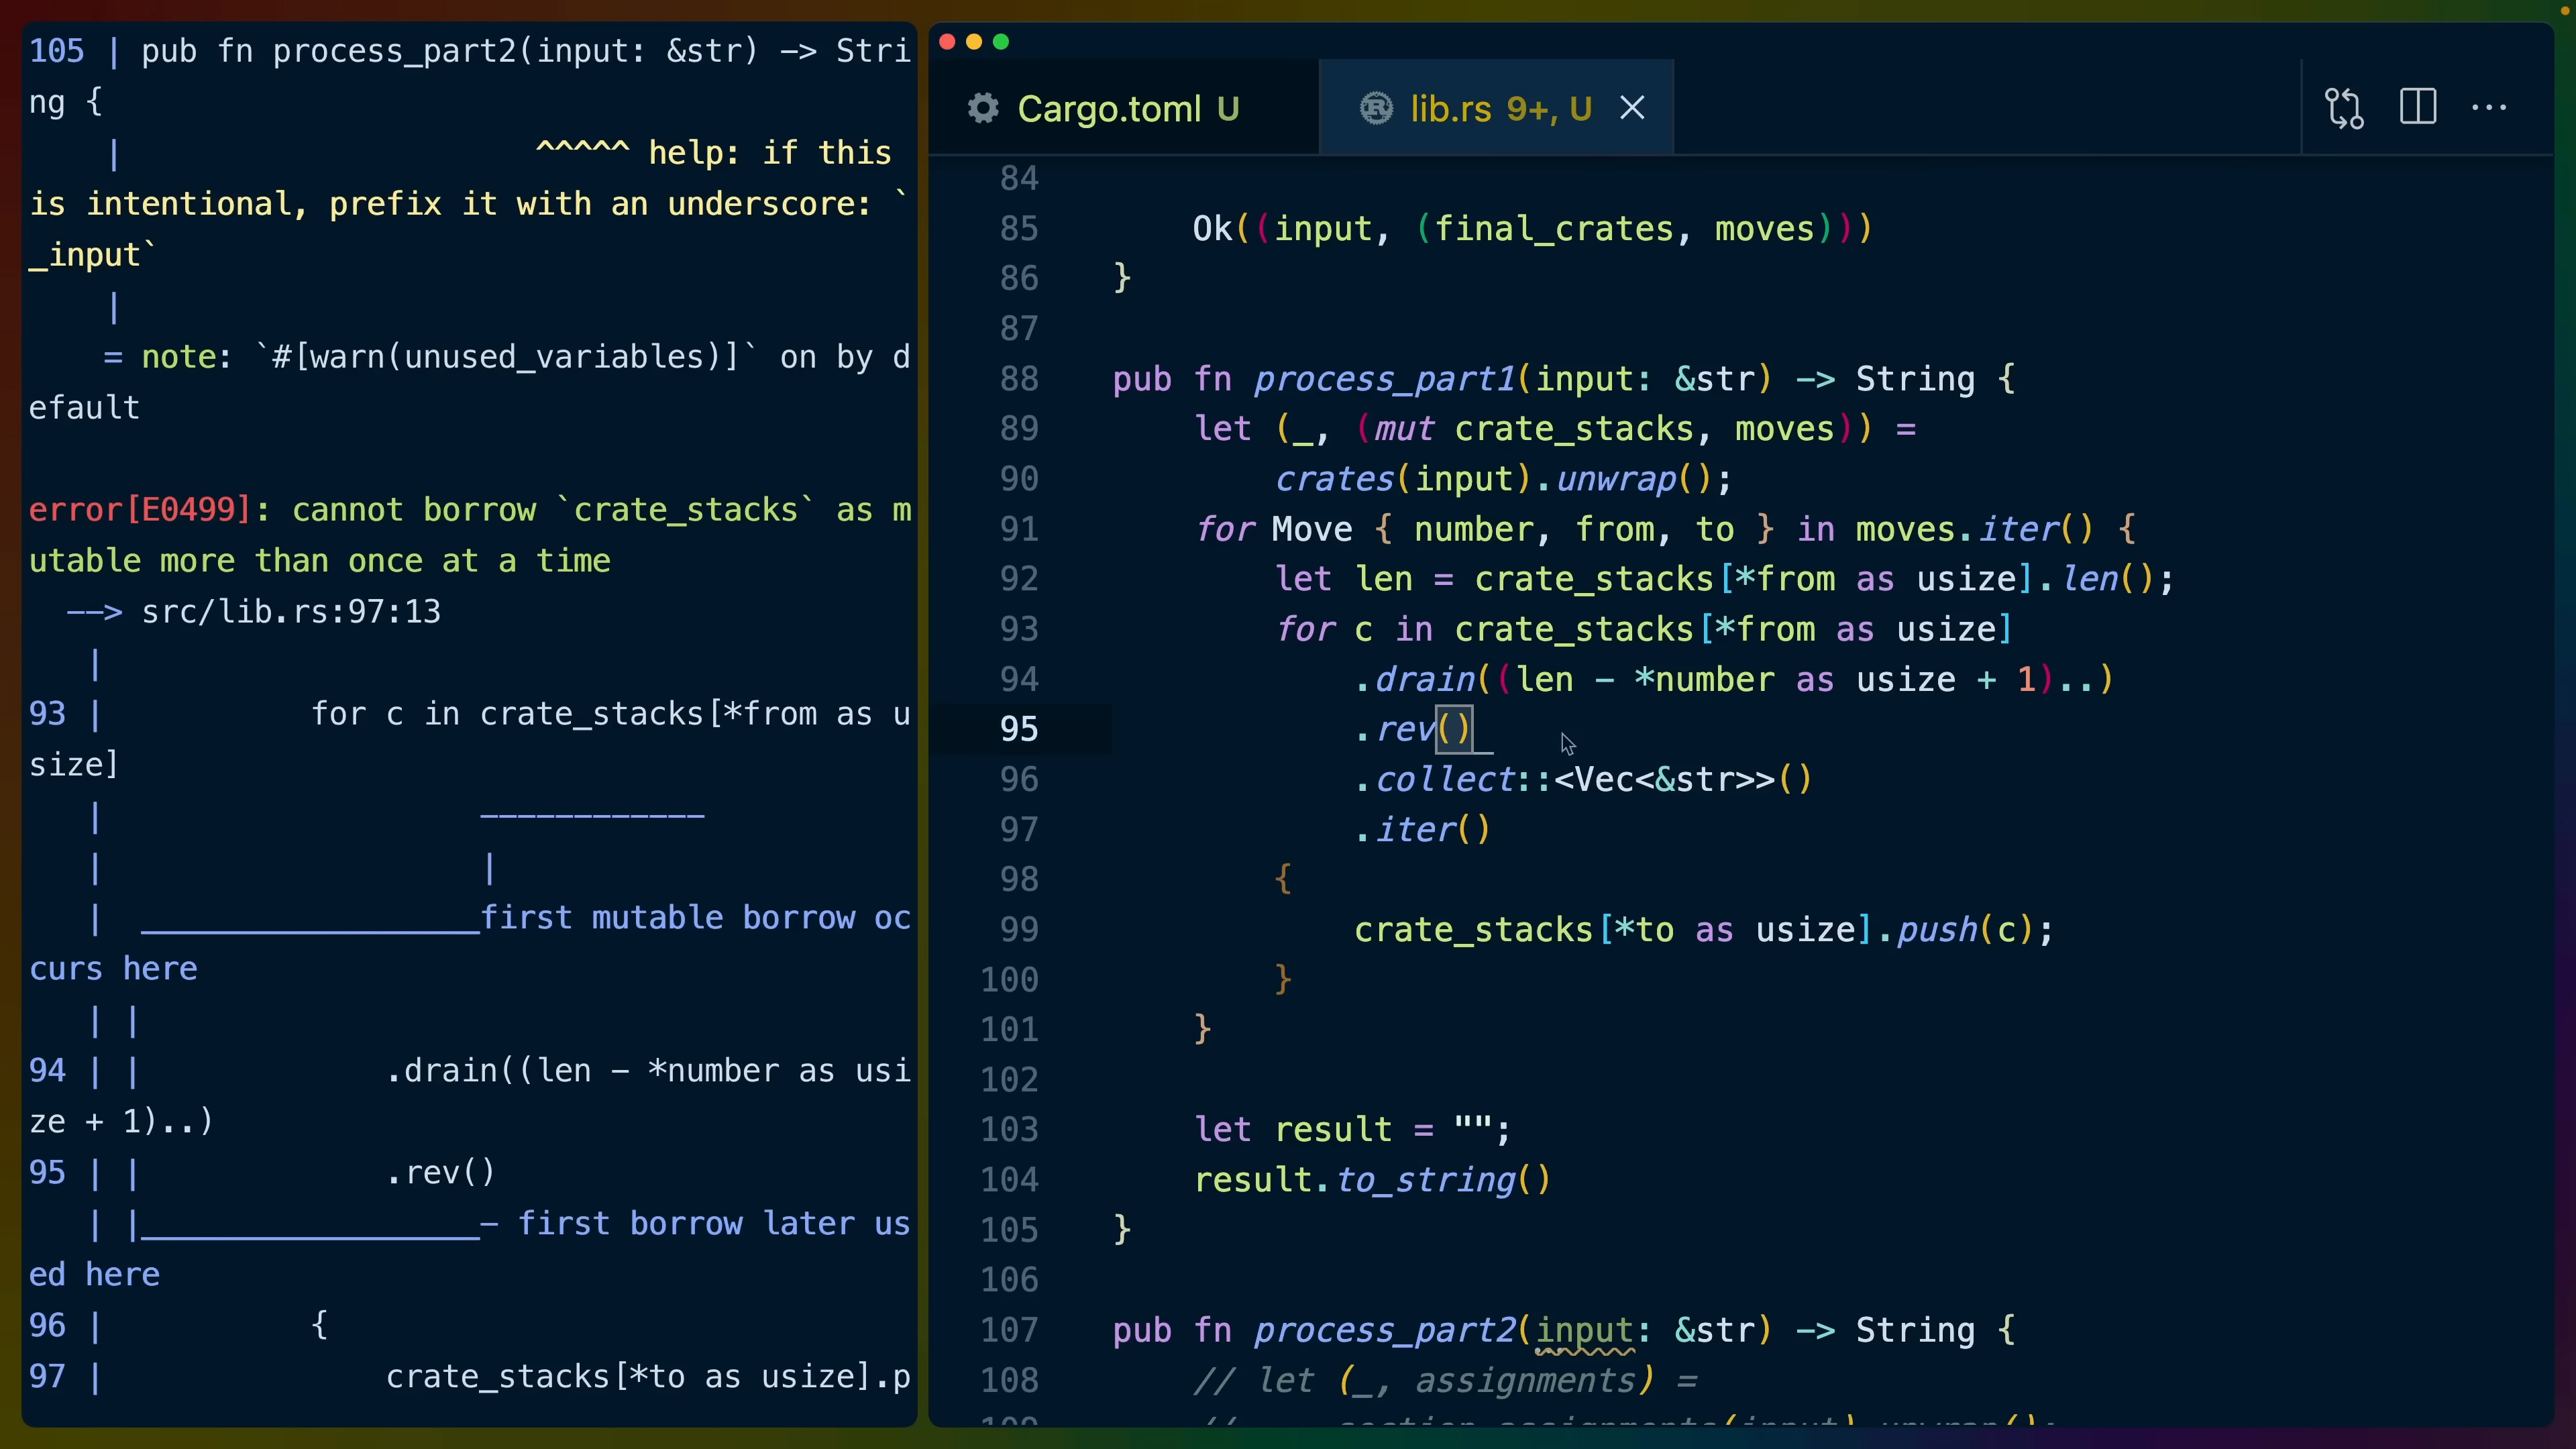 105 | pub fn process_part2(input: &str) -> Stri
ng {
|                       ^^^^^ help: if this
is intentional, prefix it with an underscore: `
_input`
|
= note: `#[warn(unused_variables)]` on by d
efault
error[E0499]: cannot borrow `crate_stacks` as m
utable more than once at a time
--> src/lib.rs:97:13
|
93 |           for c in crate_stacks[*from as u
size]
|                    ------------
|                    |
|  __________________first mutable borrow oc
curs here
| |
94 | |             .drain((len - *number as usi
ze + 1)..)
95 | |             .rev()
| |__________________- first borrow later us
ed here
96 |           {
97 |               crate_stacks[*to as usize].p
Cargo.toml U
lib.rs 9+, U
84
85     Ok((input, (final_crates, moves)))
86 }
87
88 pub fn process_part1(input: &str) -> String {
89     let (_, (mut crate_stacks, moves)) =
90         crates(input).unwrap();
91     for Move { number, from, to } in moves.iter() {
92         let len = crate_stacks[*from as usize].len();
93         for c in crate_stacks[*from as usize]
94             .drain((len - *number as usize + 1)..)
95             .rev()
96             .collect::<Vec<&str>>()
97             .iter()
98         {
99             crate_stacks[*to as usize].push(c);
100         }
101     }
102
103     let result = "";
104     result.to_string()
105 }
106
107 pub fn process_part2(input: &str) -> String {
108     // let (_, assignments) =
109     //     section_assignments(input).unwrap();